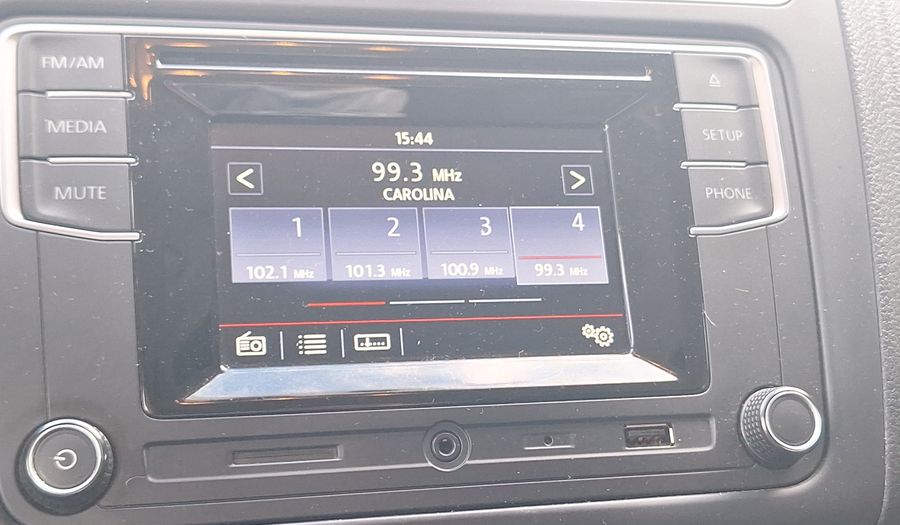 FM/AM
MEDIA
MUTE
SETUP
PHONE
15:44
99.3 MHz
CAROLINA
1 2 3 4
102.1 MHz 101.3 MHz 100.9 MHz 99.3 MHz